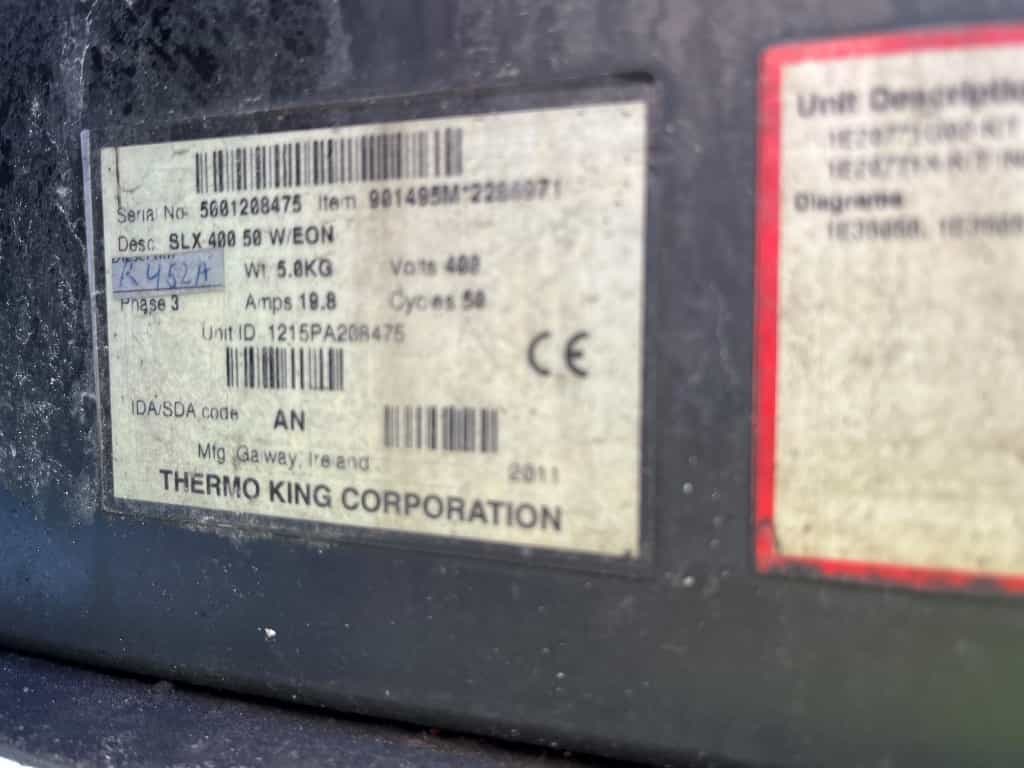 Serial No. 5001208475 Item 901495M*2286971
Desc. SLX 400 50 W/EON
R452A Wt 5.0KG Volts 400
Phase 3 Amps 19.8 Cycles 50
Unit ID 1215PA208475
CE
IDA/SDA code AN
Mfg. Galway, Ireland
2011
THERMO KING CORPORATION
Unit Descriptio
Diagrams